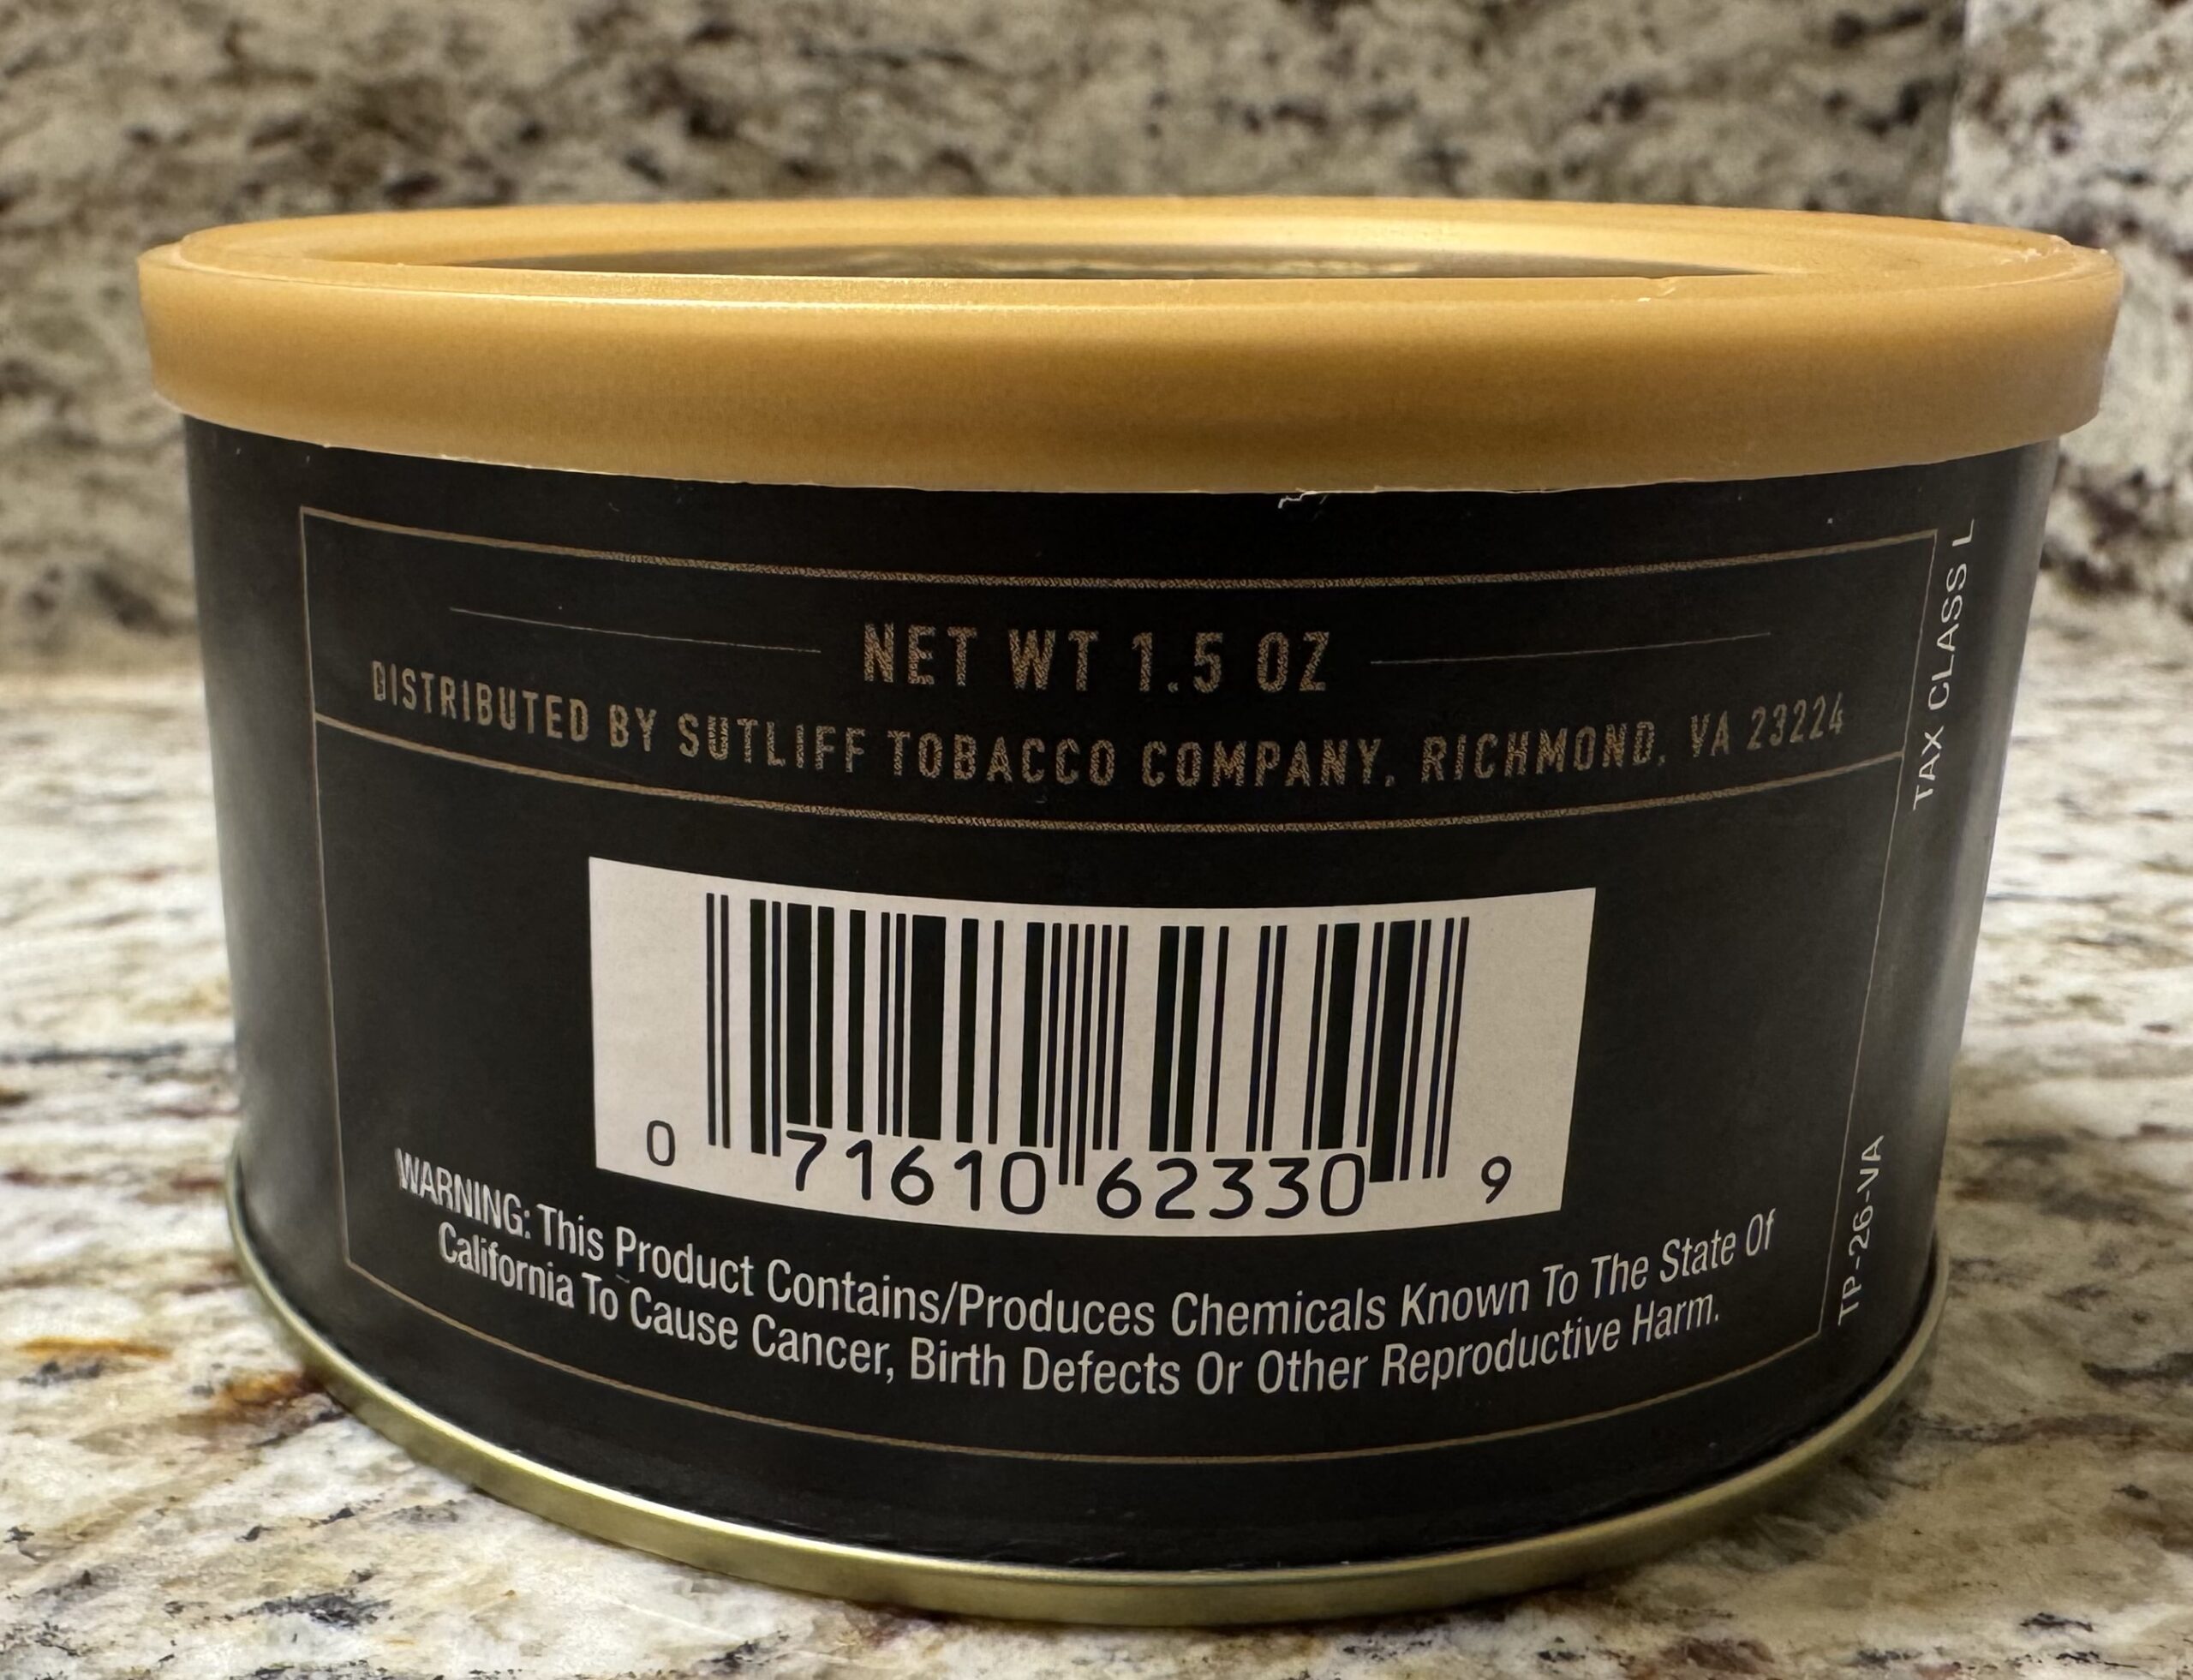 NET WT 1.5 OZ
DISTRIBUTED BY SUTLIFF TOBACCO COMPANY, RICHMOND, VA 23224
0 71610 62330 9
WARNING: This Product Contains/Produces Chemicals Known To The State Of
California To Cause Cancer, Birth Defects Or Other Reproductive Harm.
TAX CLASS L
TP-26-VA